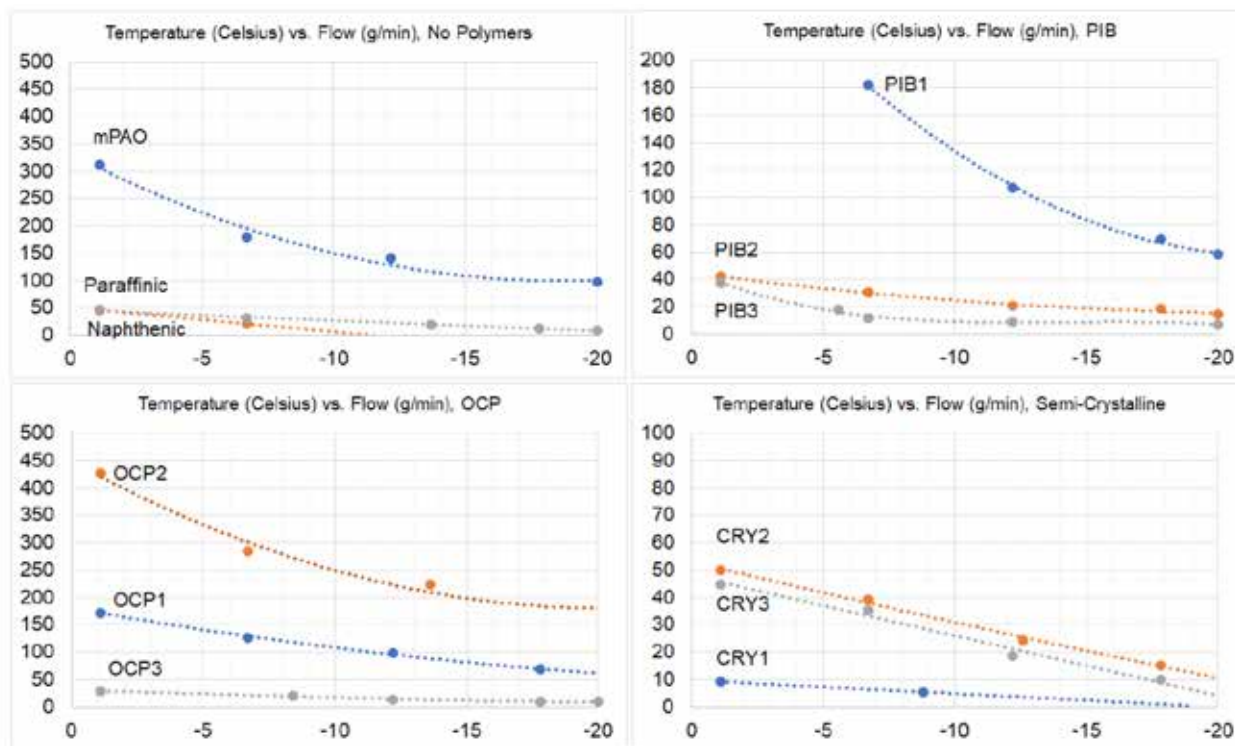 Temperature (Celsius) vs. Flow (g/min), No Polymers
500
450
400
350
300
250
200
150
100
50
0
mPAO
Paraffinic
Naphthenic
0 -5 -10 -15 -20
Temperature (Celsius) vs. Flow (g/min), PIB
200
180
160
140
120
100
80
60
40
20
0
PIB1
PIB2
PIB3
0 -5 -10 -15 -20
Temperature (Celsius) vs. Flow (g/min), OCP
500
450
400
350
300
250
200
150
100
50
0
OCP2
OCP1
OCP3
0 -5 -10 -15 -20
Temperature (Celsius) vs. Flow (g/min), Semi-Crystalline
100
90
80
70
60
50
40
30
20
10
0
CRY2
CRY3
CRY1
0 -5 -10 -15 -20